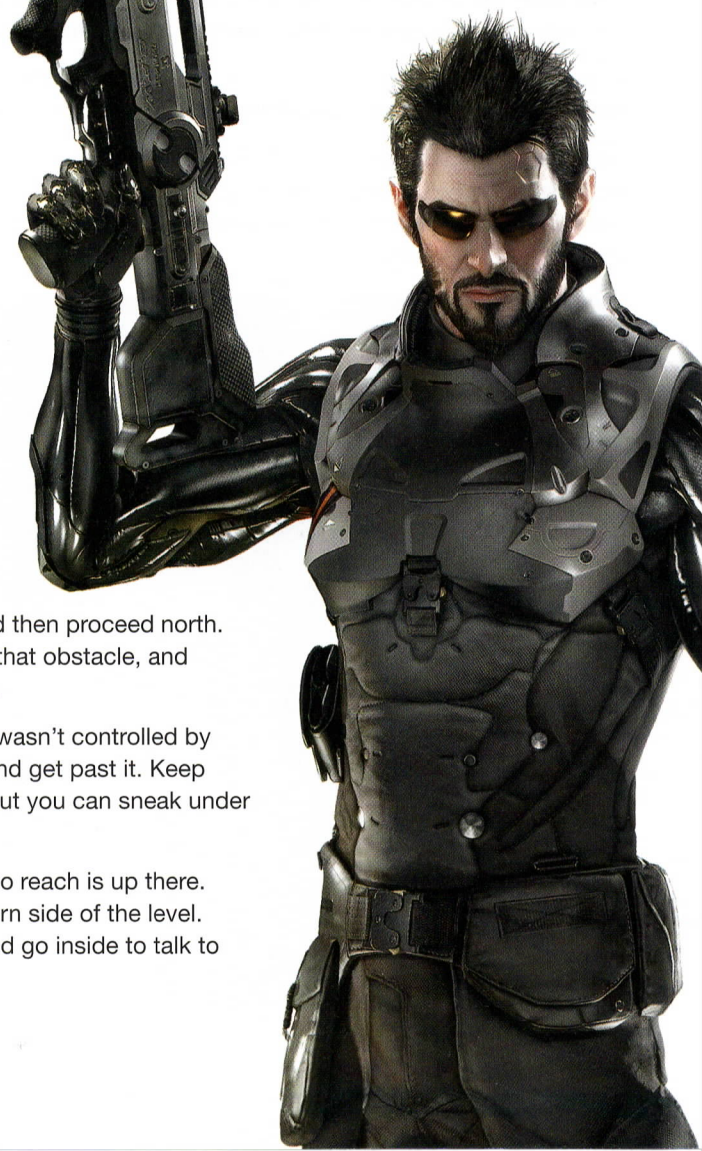 d then proceed north.
that obstacle, and
wasn't controlled by
nd get past it. Keep
ut you can sneak under
o reach is up there.
rn side of the level.
d go inside to talk to